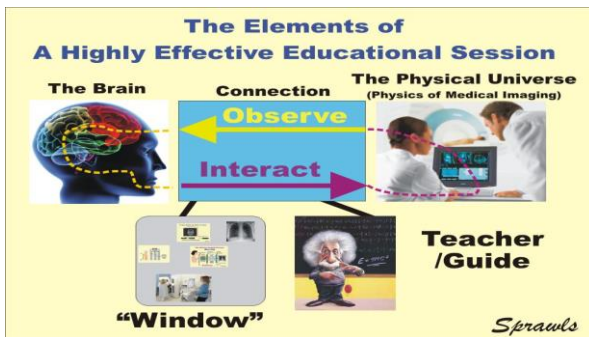 The Elements of
A Highly Effective Educational Session
The Brain
Connection
The Physical Universe
(Physics of Medical Imaging)
Observe
Interact
Teacher
/Guide
“Window”
Sprawls